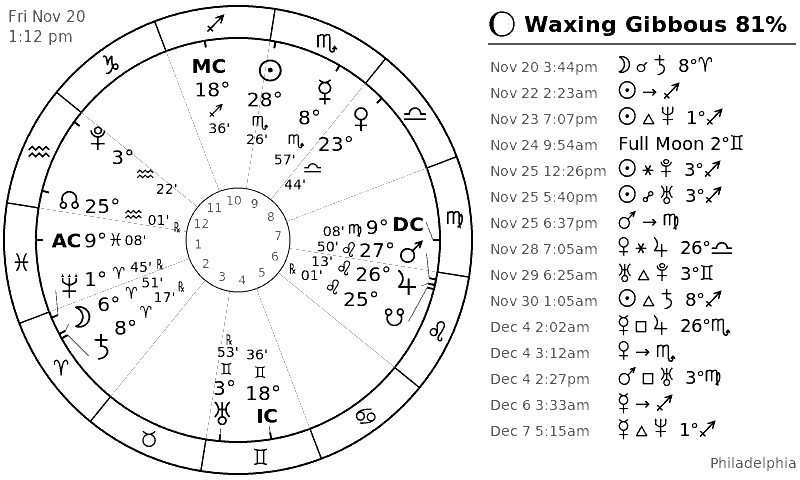 Fri Nov 20
1:12 pm
MC
18°
♐
36'
☉
28°
♏
26'
☿
8°
♏
57'
♀
23°
♎
44'
♇
3°
♒
22'
☊ 25° ♒ 01' ℞
AC 9° ♓ 08'
♆ 1° ♈ 45' ℞
☽ 6° ♈ 51'
♄ 8° ♈ 17' ℞
℞
53'
♊
3°
♅
36'
♊
18°
IC
08' ♍ 9° DC
50' ♌ 27° ♂
13' ♌ 26° ♃
℞ 01' ♌ 25° ☋
1
2
3
4
5
6
7
8
9
10
11
12
♐
♏
♎
♍
♌
♋
♊
♉
♈
♓
♒
♑
Waxing Gibbous 81%
Nov 20 3:44pm ☽ ☌ ♄ 8°♈
Nov 22 2:23am ☉ → ♐
Nov 23 7:07pm ☉ △ ♆ 1°♐
Nov 24 9:54am Full Moon 2°♊
Nov 25 12:26pm ☉ ⚹ ♇ 3°♐
Nov 25 5:40pm ☉ ☍ ♅ 3°♐
Nov 25 6:37pm ♂ → ♍
Nov 28 7:05am ♀ ⚹ ♃ 26°♎
Nov 29 6:25am ♅ △ ♇ 3°♊
Nov 30 1:05am ☉ △ ♄ 8°♐
Dec 4 2:02am ☿ □ ♃ 26°♏
Dec 4 3:12am ♀ → ♏
Dec 4 2:27pm ♂ □ ♅ 3°♍
Dec 6 3:33am ☿ → ♐
Dec 7 5:15am ☿ △ ♆ 1°♐
Philadelphia